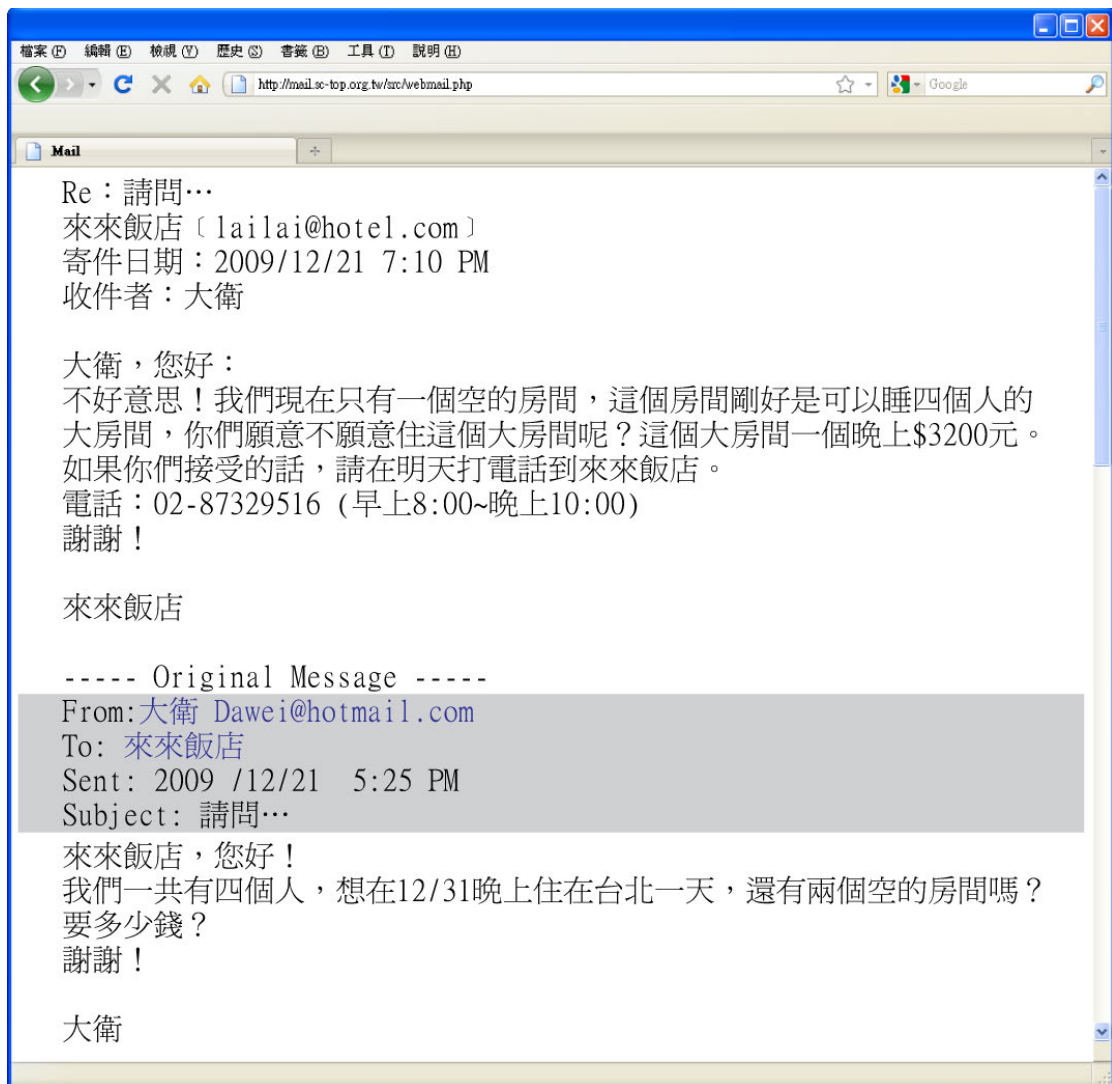 檔案(F) 編輯(E) 檢視(V) 歷史(S) 書籤(B) 工具(T) 說明(H)
http://mail.sc-top.org.tw/src/webmail.php Google
Mail
Re：請問…
來來飯店﹝lailai@hotel.com﹞
寄件日期：2009/12/21 7:10 PM
收件者：大衛
大衛，您好：
不好意思！我們現在只有一個空的房間，這個房間剛好是可以睡四個人的
大房間，你們願意不願意住這個大房間呢？這個大房間一個晚上$3200元。
如果你們接受的話，請在明天打電話到來來飯店。
電話：02-87329516 (早上8:00~晚上10:00)
謝謝！
來來飯店
----- Original Message -----
From:大衛 Dawei@hotmail.com
To: 來來飯店
Sent: 2009 /12/21 5:25 PM
Subject: 請問…
來來飯店，您好！
我們一共有四個人，想在12/31晚上住在台北一天，還有兩個空的房間嗎？
要多少錢？
謝謝！
大衛